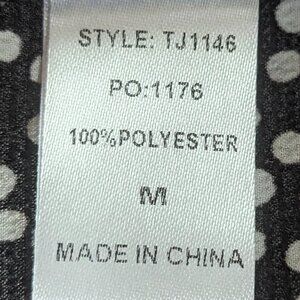 STYLE: TJ1146
PO:1176
100%POLYESTER
M
MADE IN CHINA